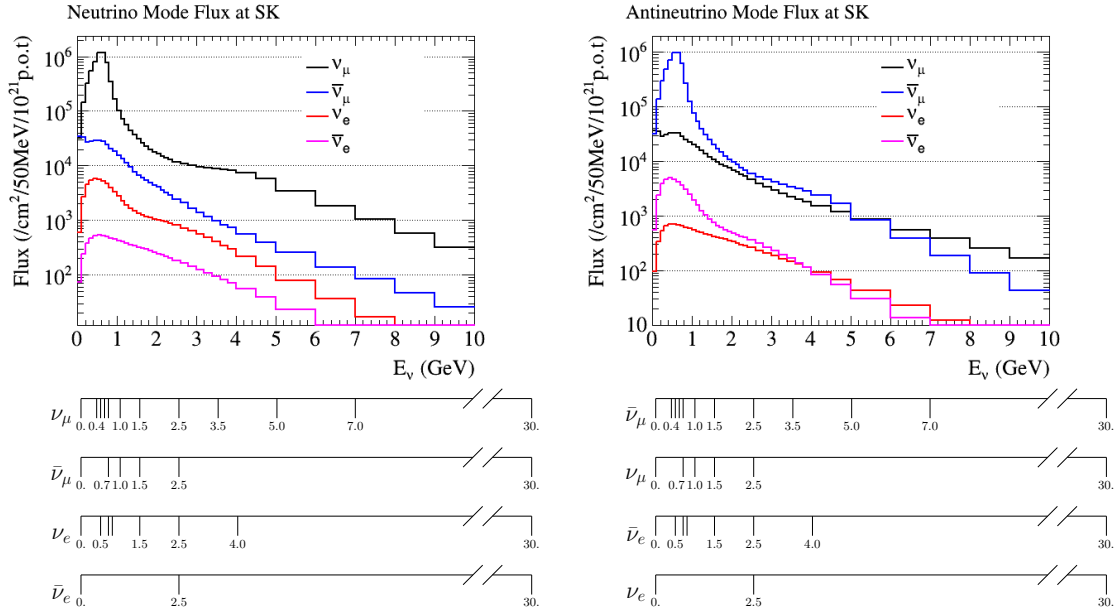 Neutrino Mode Flux at SK
Flux (/cm²/50MeV/10²¹p.o.t)
10⁶
10⁵
10⁴
10³
10²
ν_μ
ν̄_μ
ν_e
ν̄_e
0 1 2 3 4 5 6 7 8 9 10
E_ν (GeV)
Antineutrino Mode Flux at SK
Flux (/cm²/50MeV/10²¹p.o.t)
10⁶
10⁵
10⁴
10³
10²
10
ν_μ
ν̄_μ
ν_e
ν̄_e
0 1 2 3 4 5 6 7 8 9 10
E_ν (GeV)
ν_μ 0. 0.4 1.0 1.5 2.5 3.5 5.0 7.0 30.
ν̄_μ 0. 0.7 1.0 1.5 2.5 30.
ν_e 0. 0.5 1.5 2.5 4.0 30.
ν̄_e 0. 2.5 30.
ν̄_μ 0. 0.4 1.0 1.5 2.5 3.5 5.0 7.0 30.
ν_μ 0. 0.7 1.0 1.5 2.5 30.
ν̄_e 0. 0.5 1.5 2.5 4.0 30.
ν_e 0. 2.5 30.